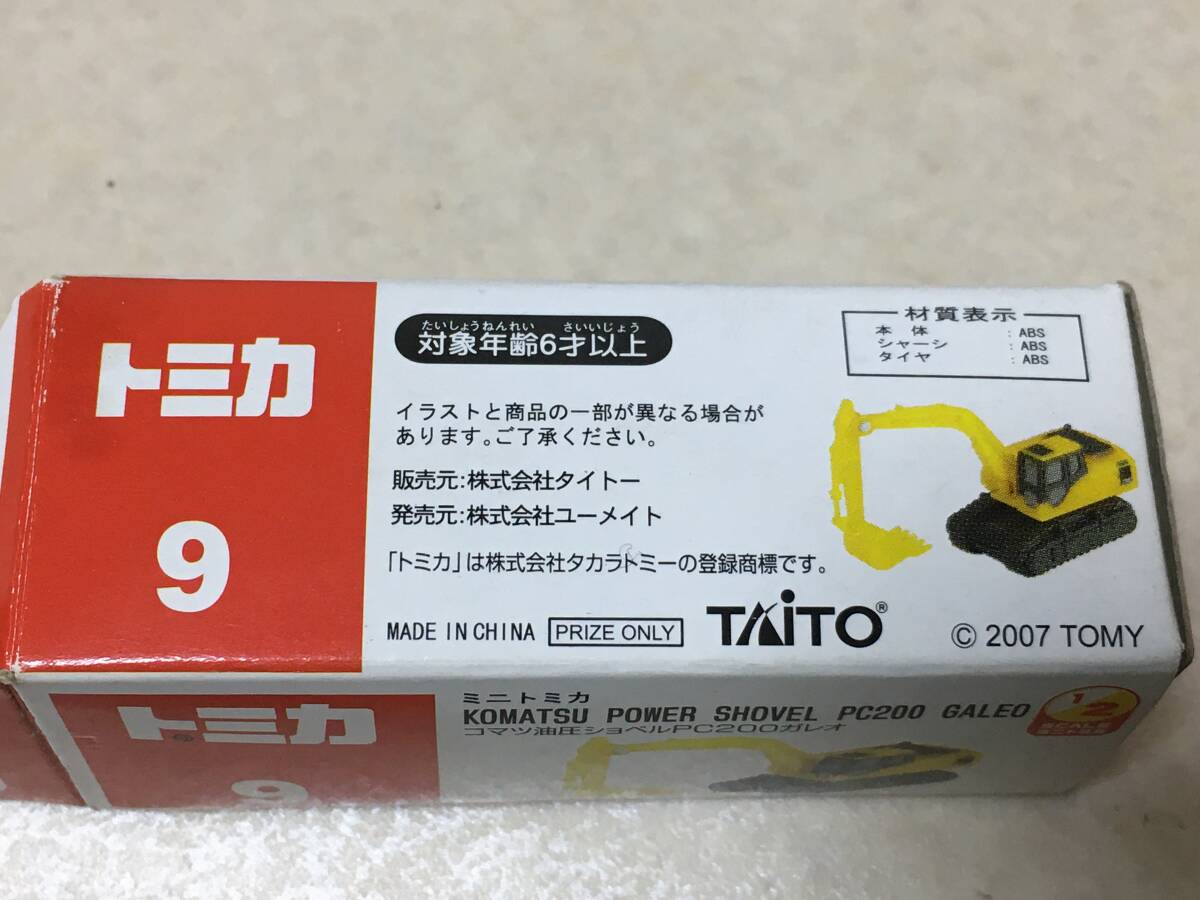 トミカ
9
たいしょうねんれい さいいじょう
対象年齢6才以上
材質表示
本体 : ABS
シャーシ : ABS
タイヤ : ABS
イラストと商品の一部が異なる場合が
あります。ご了承ください。
販売元:株式会社タイトー
発売元:株式会社ユーメイト
「トミカ」は株式会社タカラトミーの登録商標です。
MADE IN CHINA PRIZE ONLY TAITO® © 2007 TOMY
トミカ
9
ミニトミカ
KOMATSU POWER SHOVEL PC200 GALEO
コマツ油圧ショベルPC200ガレオ
1/2